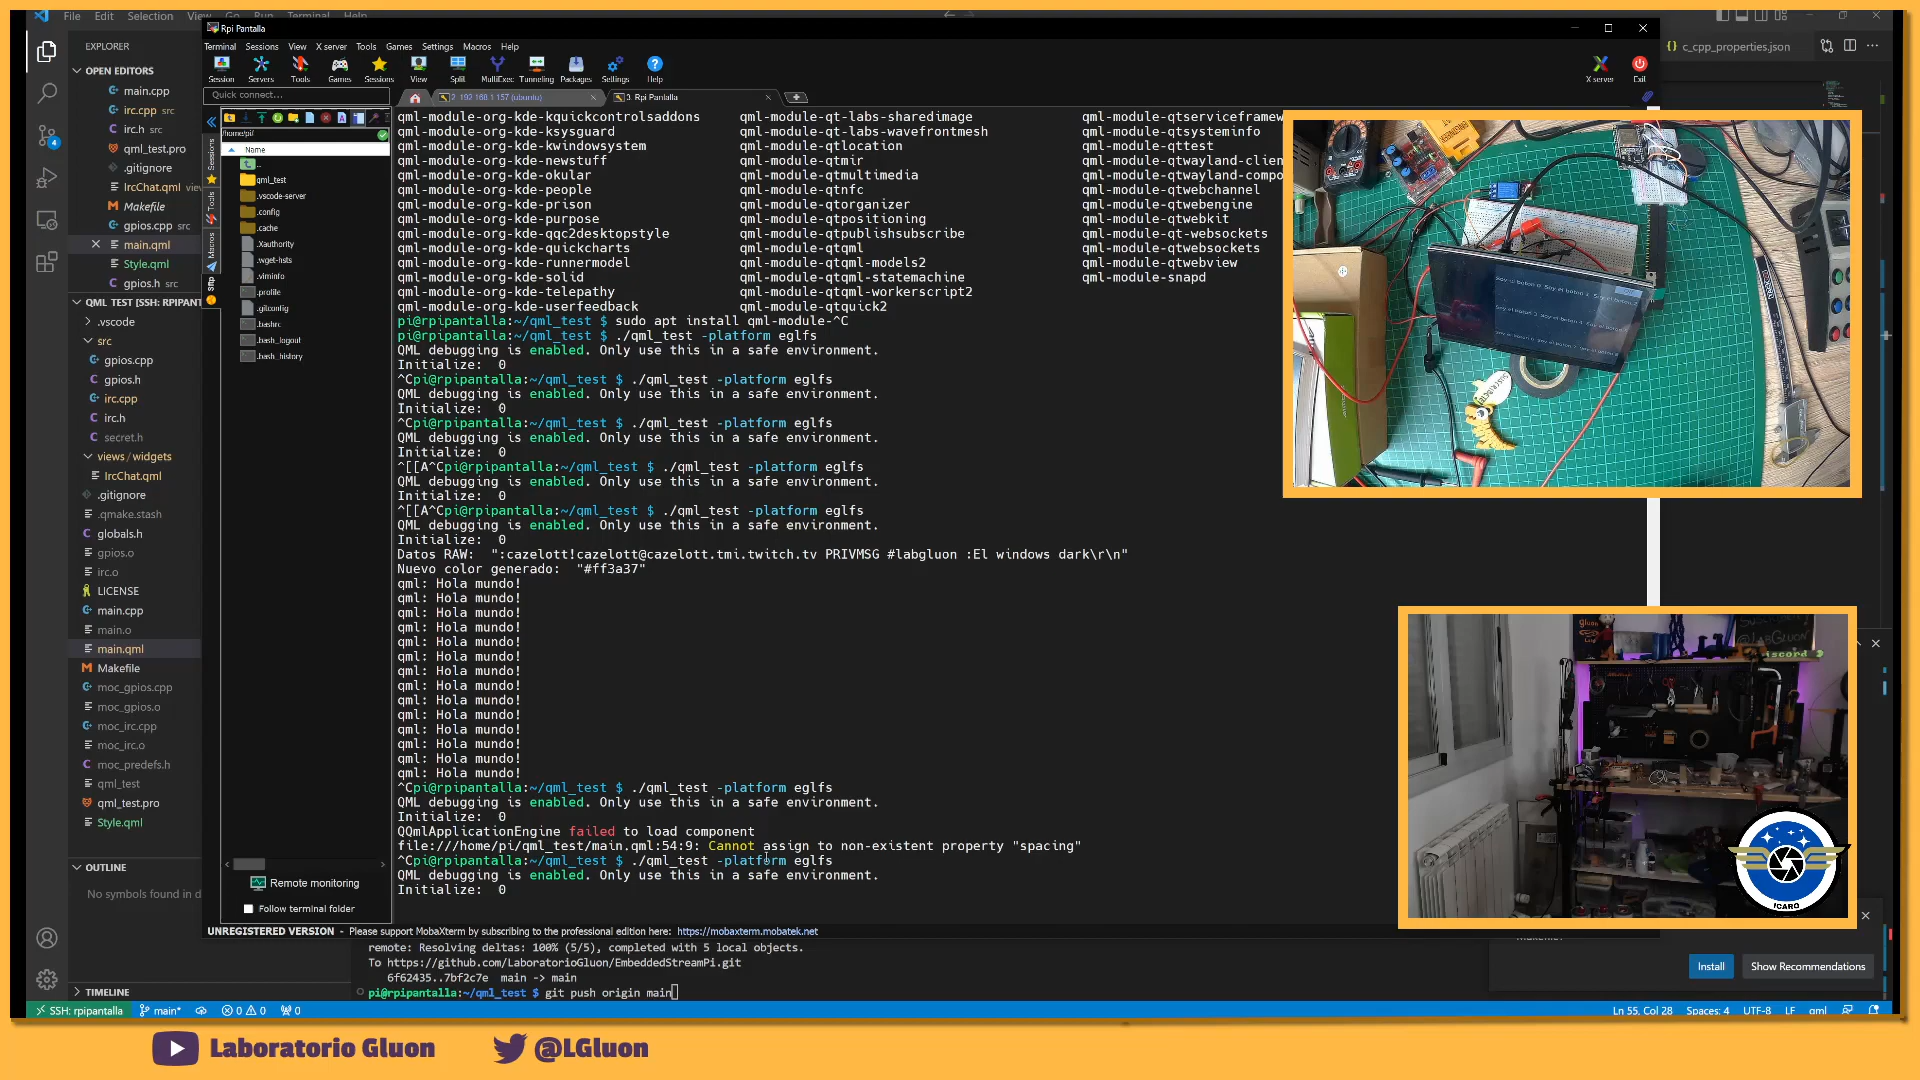 File Edit Selection View Go Run Terminal Help
Rpi Pantalla
Terminal Sessions View X server Tools Games Settings Macros Help
Session Servers Tools Games Sessions View Split MultiExec Tunneling Packages Settings Help
X server Exit
Quick connect...
2. 192.168.1.157 (ubuntu)
3. Rpi Pantalla
c_cpp_properties.json
EXPLORER
OPEN EDITORS
main.cpp
irc.cpp src
irc.h src
qml_test.pro
.gitignore
IrcChat.qml
Makefile
gpios.cpp src
main.qml
Style.qml
gpios.h src
QML TEST [SSH: RPIPANT
.vscode
src
gpios.cpp
gpios.h
irc.cpp
irc.h
secret.h
views/widgets
IrcChat.qml
.gitignore
.qmake.stash
globals.h
gpios.o
irc.o
LICENSE
main.cpp
main.o
main.qml
Makefile
moc_gpios.cpp
moc_gpios.o
moc_irc.cpp
moc_irc.o
moc_predefs.h
qml_test
qml_test.pro
Style.qml
OUTLINE
No symbols found in d
TIMELINE
Sessions
Tools
Macros
Sftp
/home/pi/
Name
..
qml_test
.vscode-server
.config
.cache
.Xauthority
.wget-hsts
.viminfo
.profile
.gitconfig
.bashrc
.bash_logout
.bash_history
Remote monitoring
Follow terminal folder
qml-module-org-kde-kquickcontrolsaddons qml-module-qt-labs-sharedimage qml-module-qtserviceframew
qml-module-org-kde-ksysguard qml-module-qt-labs-wavefrontmesh qml-module-qtsysteminfo
qml-module-org-kde-kwindowsystem qml-module-qtlocation qml-module-qttest
qml-module-org-kde-newstuff qml-module-qtmir qml-module-qtwayland-clien
qml-module-org-kde-okular qml-module-qtmultimedia qml-module-qtwayland-compo
qml-module-org-kde-people qml-module-qtnfc qml-module-qtwebchannel
qml-module-org-kde-prison qml-module-qtorganizer qml-module-qtwebengine
qml-module-org-kde-purpose qml-module-qtpositioning qml-module-qtwebkit
qml-module-org-kde-qqc2desktopstyle qml-module-qtpublishsubscribe qml-module-qt-websockets
qml-module-org-kde-quickcharts qml-module-qtqml qml-module-qtwebsockets
qml-module-org-kde-runnermodel qml-module-qtqml-models2 qml-module-qtwebview
qml-module-org-kde-solid qml-module-qtqml-statemachine qml-module-snapd
qml-module-org-kde-telepathy qml-module-qtqml-workerscript2
qml-module-org-kde-userfeedback qml-module-qtquick2
pi@rpipantalla:~/qml_test $ sudo apt install qml-module-^C
pi@rpipantalla:~/qml_test $ ./qml_test -platform eglfs
QML debugging is enabled. Only use this in a safe environment.
Initialize: 0
^Cpi@rpipantalla:~/qml_test $ ./qml_test -platform eglfs
QML debugging is enabled. Only use this in a safe environment.
Initialize: 0
^Cpi@rpipantalla:~/qml_test $ ./qml_test -platform eglfs
QML debugging is enabled. Only use this in a safe environment.
Initialize: 0
^[[A^Cpi@rpipantalla:~/qml_test $ ./qml_test -platform eglfs
QML debugging is enabled. Only use this in a safe environment.
Initialize: 0
^[[A^Cpi@rpipantalla:~/qml_test $ ./qml_test -platform eglfs
QML debugging is enabled. Only use this in a safe environment.
Initialize: 0
Datos RAW: ":cazelott!cazelott@cazelott.tmi.twitch.tv PRIVMSG #labgluon :El windows dark\r\n"
Nuevo color generado: "#ff3a37"
qml: Hola mundo!
qml: Hola mundo!
qml: Hola mundo!
qml: Hola mundo!
qml: Hola mundo!
qml: Hola mundo!
qml: Hola mundo!
qml: Hola mundo!
qml: Hola mundo!
qml: Hola mundo!
qml: Hola mundo!
qml: Hola mundo!
qml: Hola mundo!
qml: Hola mundo!
^Cpi@rpipantalla:~/qml_test $ ./qml_test -platform eglfs
QML debugging is enabled. Only use this in a safe environment.
Initialize: 0
QQmlApplicationEngine failed to load component
file:///home/pi/qml_test/main.qml:54:9: Cannot assign to non-existent property "spacing"
^Cpi@rpipantalla:~/qml_test $ ./qml_test -platform eglfs
QML debugging is enabled. Only use this in a safe environment.
Initialize: 0
UNREGISTERED VERSION - Please support MobaXterm by subscribing to the professional edition here: https://mobaxterm.mobatek.net
remote: Resolving deltas: 100% (5/5), completed with 5 local objects.
To https://github.com/LaboratorioGluon/EmbeddedStreamPi.git
6f62435..7bf2c7e main -> main
pi@rpipantalla:~/qml_test $ git push origin main
Install
Show Recommendations
ICARO
SSH: rpipantalla main* 0 0 0
Ln 55, Col 28 Spaces: 4 UTF-8 LF qml
Laboratorio Gluon
@LGluon